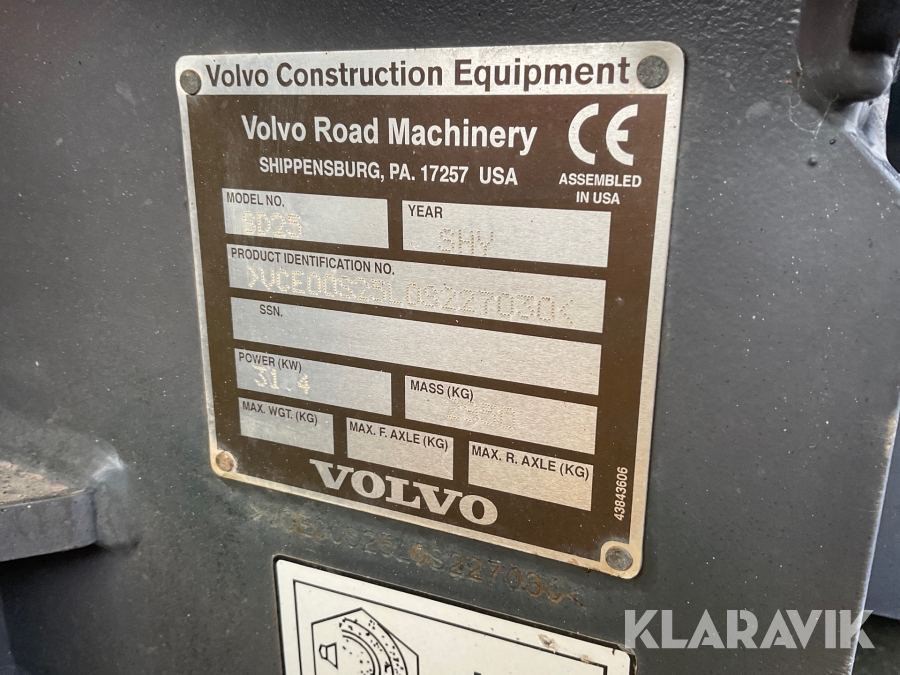 Volvo Construction Equipment
Volvo Road Machinery
SHIPPENSBURG, PA. 17257 USA
CE
ASSEMBLED
IN USA
MODEL NO.
YEAR
SHY
PRODUCT IDENTIFICATION NO.
SSN.
POWER (KW)
31.4
MASS (KG)
MAX. WGT. (KG)
MAX. F. AXLE (KG)
MAX. R. AXLE (KG)
VOLVO
43843606
KLARAVIK